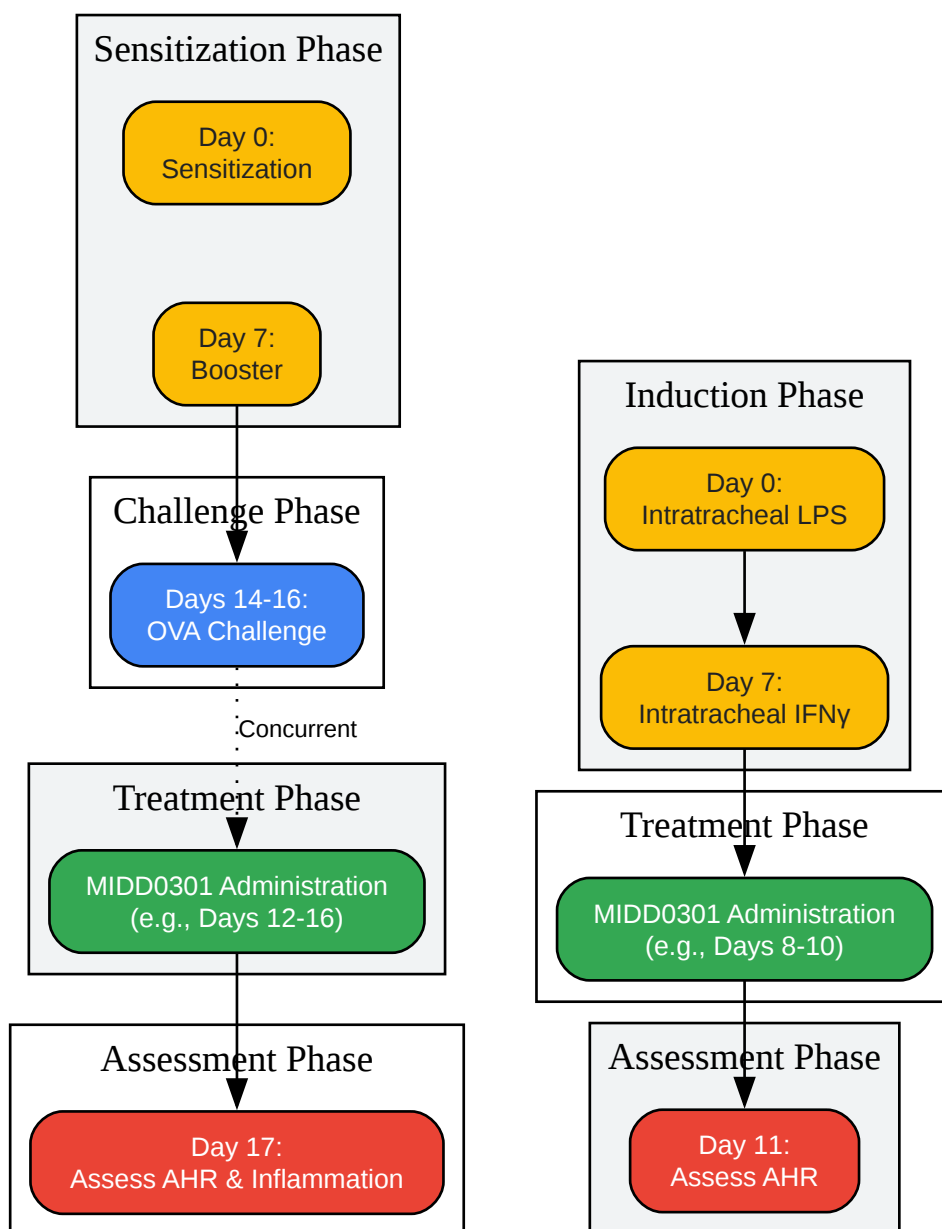 Sensitization Phase
Day 0:
Sensitization
Day 7:
Booster
Challenge Phase
Days 14-16:
OVA Challenge
Concurrent
Treatment Phase
MIDD0301 Administration
(e.g., Days 12-16)
Assessment Phase
Day 17:
Assess AHR & Inflammation
Induction Phase
Day 0:
Intratracheal LPS
Day 7:
Intratracheal IFNγ
Treatment Phase
MIDD0301 Administration
(e.g., Days 8-10)
Assessment Phase
Day 11:
Assess AHR